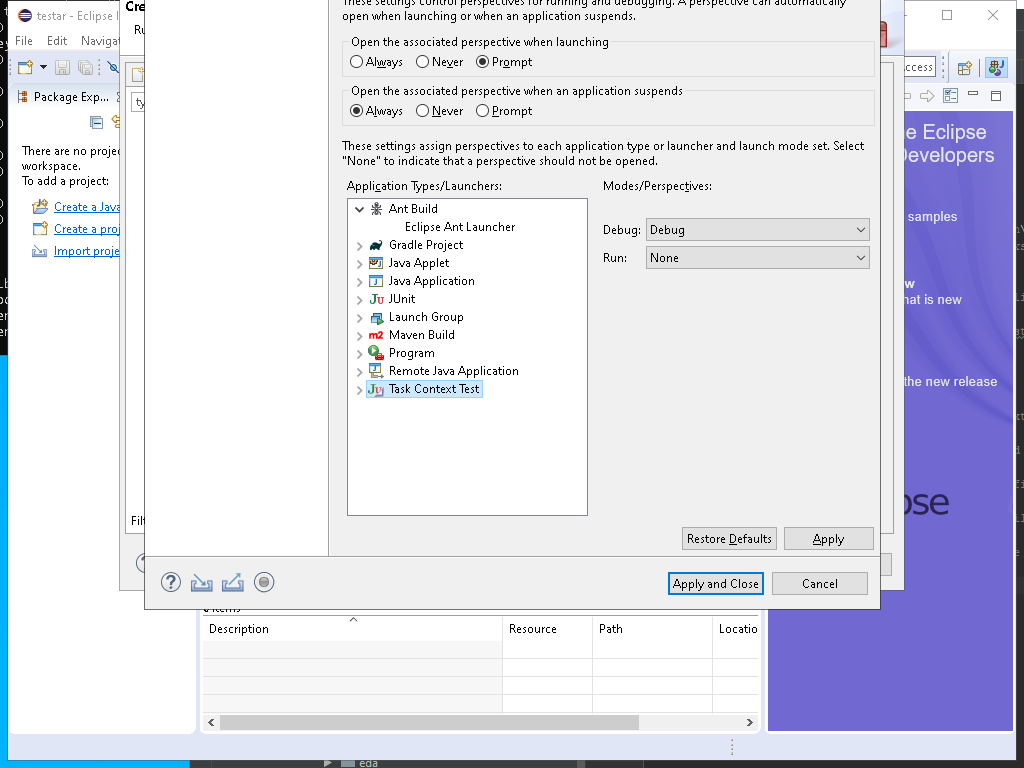 testar - Eclipse I
File Edit Navigat
Cre
Ru
These settings control perspectives for running and debugging. A perspective can automatically
open when launching or when an application suspends.
Open the associated perspective when launching
Always Never Prompt
Open the associated perspective when an application suspends
Always Never Prompt
These settings assign perspectives to each application type or launcher and launch mode set. Select
"None" to indicate that a perspective should not be opened.
Application Types/Launchers:
Modes/Perspectives:
Ant Build
Eclipse Ant Launcher
Gradle Project
Java Applet
Java Application
JUnit
Launch Group
Maven Build
Program
Remote Java Application
Task Context Test
Debug: Debug
Run: None
Restore Defaults Apply
Apply and Close Cancel
Package Exp...
ty
There are no proje
workspace.
To add a project:
Create a Java
Create a proj
Import proje
Filt
ccess
e Eclipse
Developers
samples
w
hat is new
the new release
ose
Description Resource Path Locatio
eda